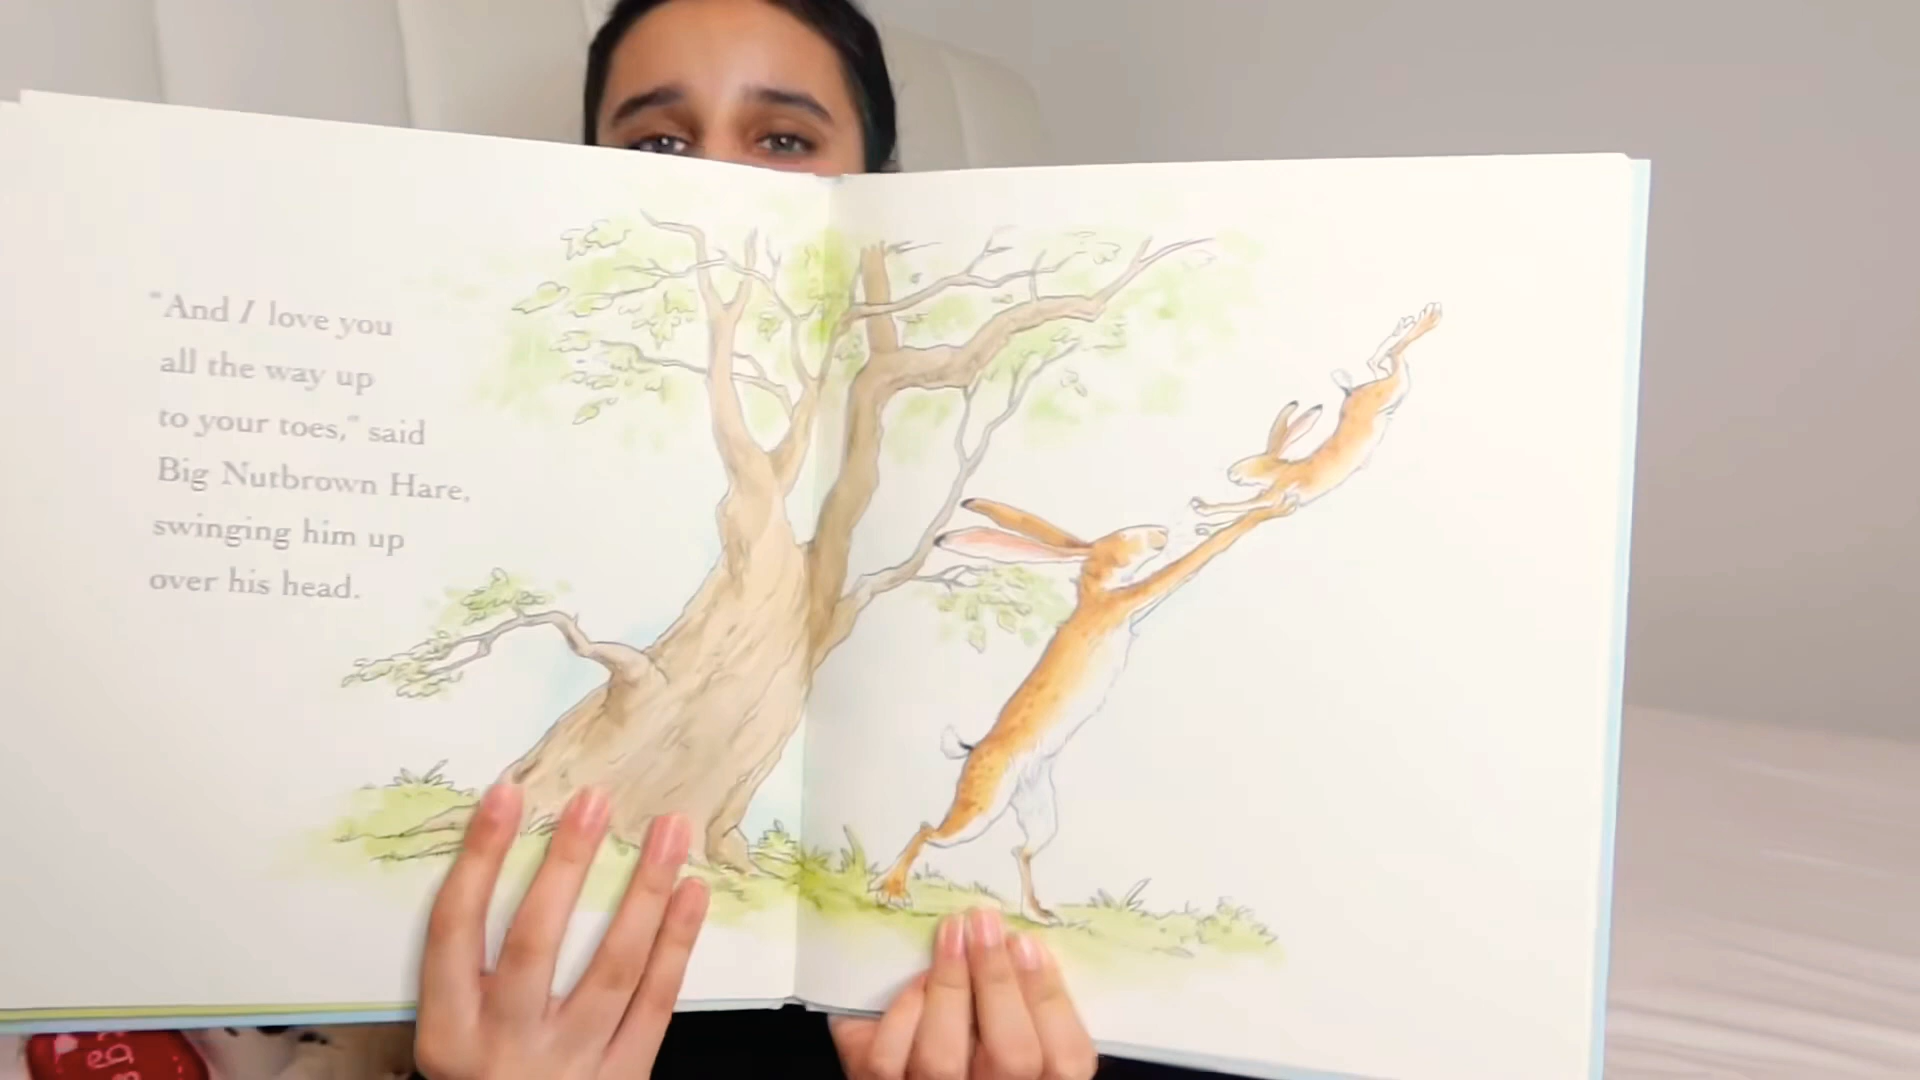 "And I love you
all the way up
to your toes," said
Big Nutbrown Hare,
swinging him up
over his head.